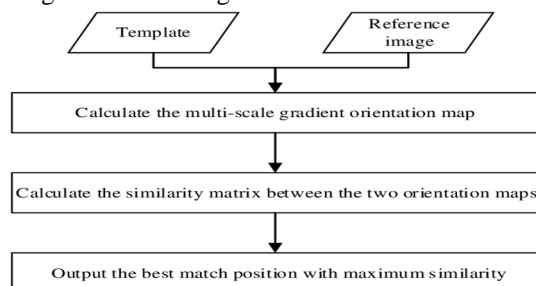 Template
Reference
image
Calculate the multi-scale gradient orientation map
Calculate the similarity matrix between the two orientation maps
Output the best match position with maximum similarity